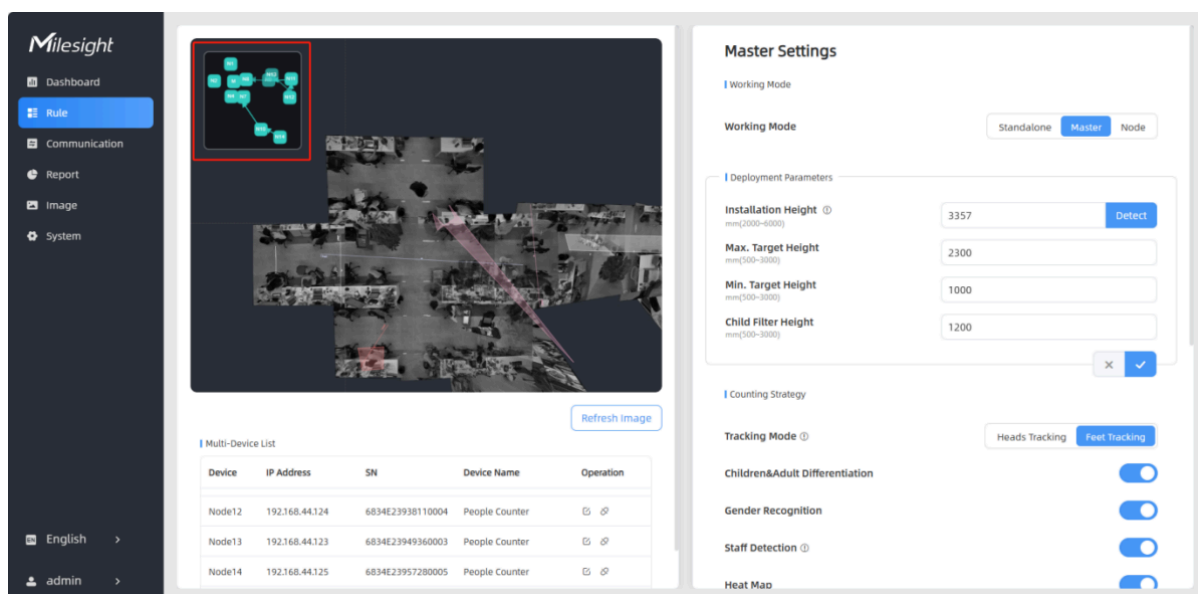 Milesight
Dashboard
Rule
Communication
Report
Image
System
EN English >
admin >
N1
N2
Refresh Image
Multi-Device List
Device IP Address SN Device Name Operation
Node12 192.168.44.124 6834E23938110004 People Counter
Node13 192.168.44.123 6834E23949360003 People Counter
Node14 192.168.44.125 6834E23957280005 People Counter
Master Settings
Working Mode
Working Mode Standalone Master Node
Deployment Parameters
Installation Height 3357 Detect
mm(2000~6000)
Max. Target Height 2300
mm(500~3000)
Min. Target Height 1000
mm(500~3000)
Child Filter Height 1200
mm(500~3000)
Counting Strategy
Tracking Mode Heads Tracking Feet Tracking
Children&Adult Differentiation
Gender Recognition
Staff Detection
Heat Map